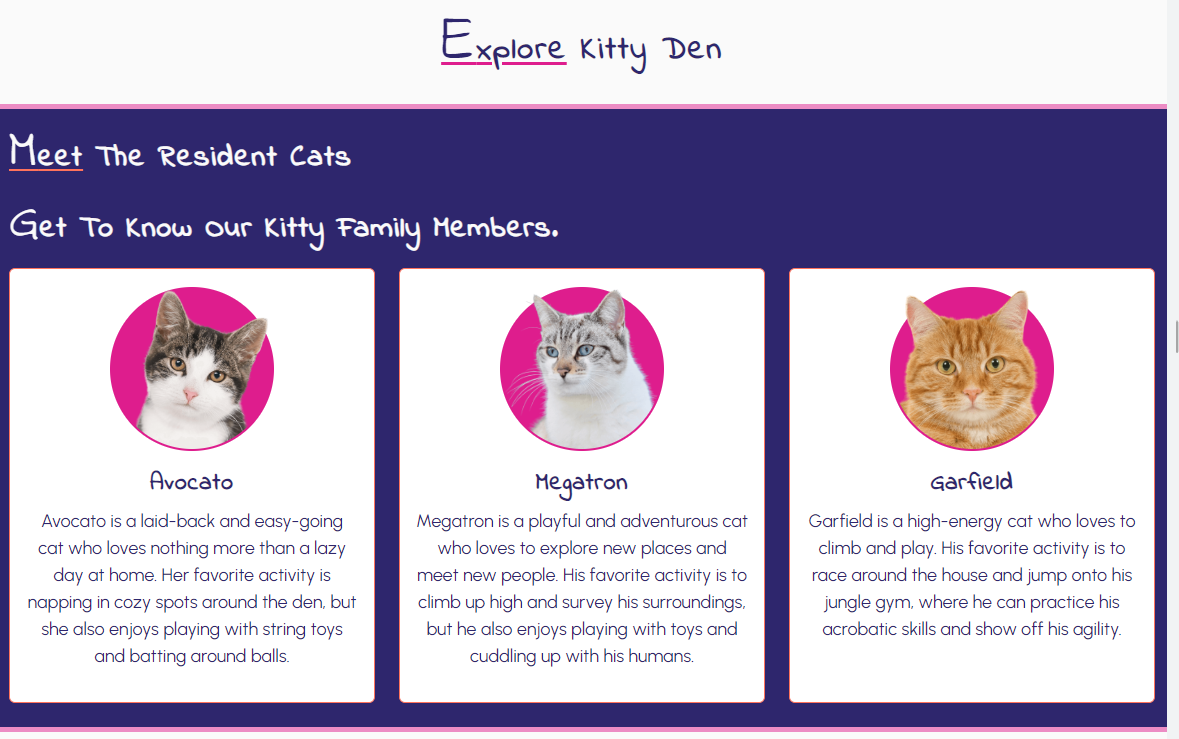 Explore Kitty Den
Meet The Resident Cats
Get To Know Our Kitty Family Members.
Avocato
Avocato is a laid-back and easy-going
cat who loves nothing more than a lazy
day at home. Her favorite activity is
napping in cozy spots around the den, but
she also enjoys playing with string toys
and batting around balls.
Megatron
Megatron is a playful and adventurous cat
who loves to explore new places and
meet new people. His favorite activity is to
climb up high and survey his surroundings,
but he also enjoys playing with toys and
cuddling up with his humans.
Garfield
Garfield is a high-energy cat who loves to
climb and play. His favorite activity is to
race around the house and jump onto his
jungle gym, where he can practice his
acrobatic skills and show off his agility.